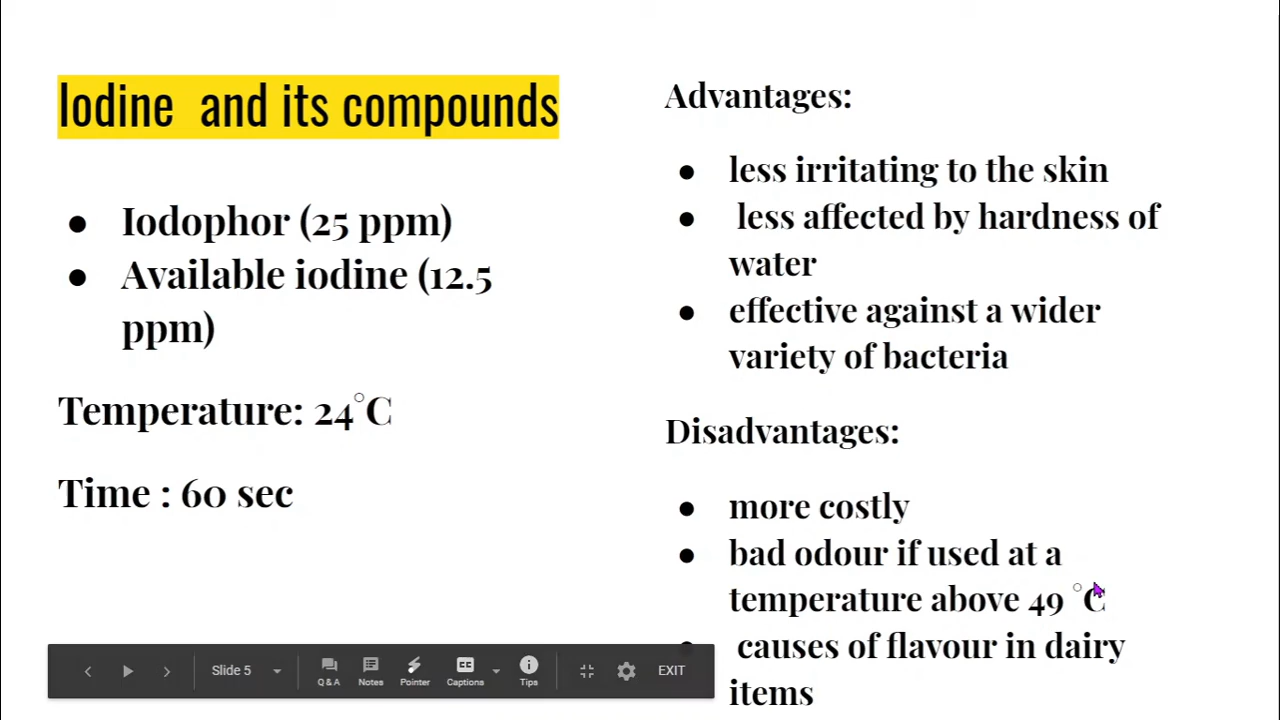 Iodine and its compounds
Iodophor (25 ppm)
Available iodine (12.5
ppm)
Temperature: 24°C
Time : 60 sec
Advantages:
less irritating to the skin
less affected by hardness of
water
effective against a wider
variety of bacteria
Disadvantages:
more costly
bad odour if used at a
temperature above 49 °C
causes of flavour in dairy
items
Slide 5
Q & A
Notes
Pointer
CC
Captions
Tips
EXIT